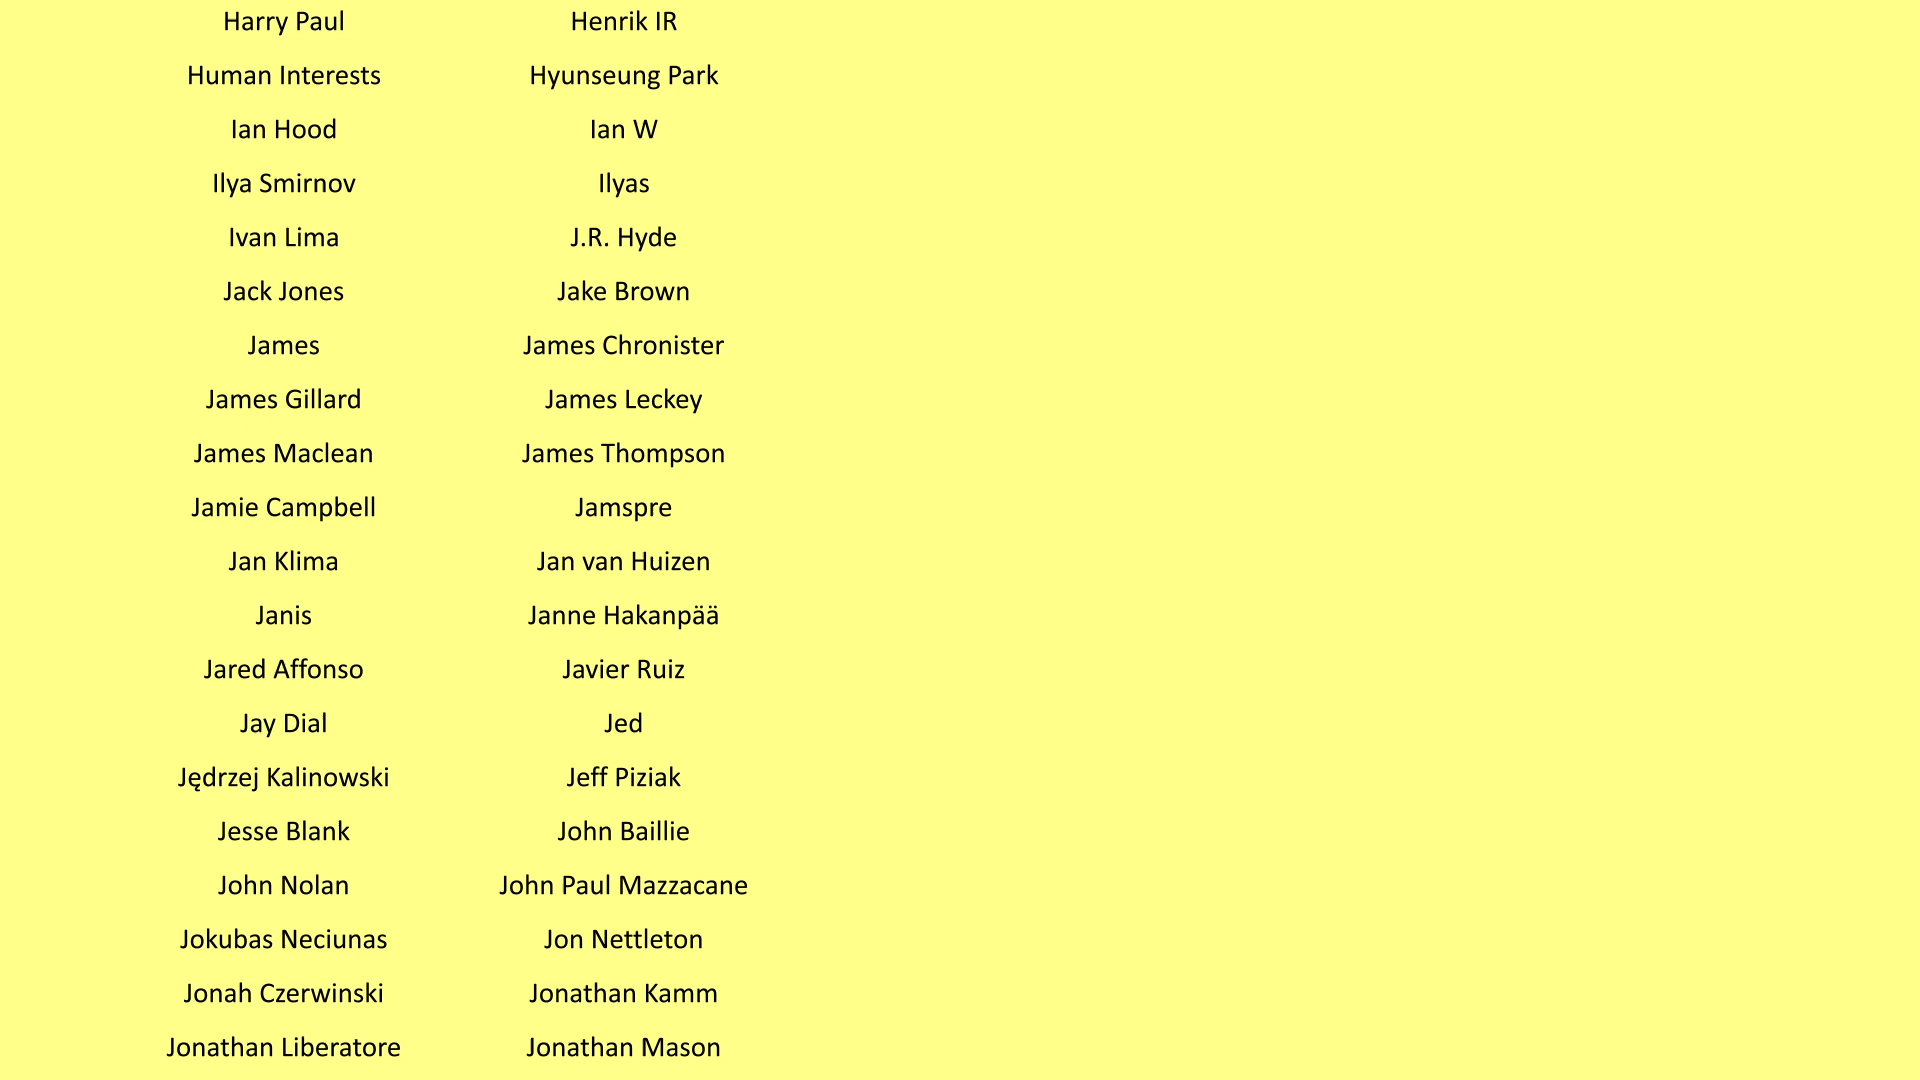 Harry Paul Henrik IR
Human Interests Hyunseung Park
Ian Hood Ian W
Ilya Smirnov Ilyas
Ivan Lima J.R. Hyde
Jack Jones Jake Brown
James James Chronister
James Gillard James Leckey
James Maclean James Thompson
Jamie Campbell Jamspre
Jan Klima Jan van Huizen
Janis Janne Hakanpää
Jared Affonso Javier Ruiz
Jay Dial Jed
Jędrzej Kalinowski Jeff Piziak
Jesse Blank John Baillie
John Nolan John Paul Mazzacane
Jokubas Neciunas Jon Nettleton
Jonah Czerwinski Jonathan Kamm
Jonathan Liberatore Jonathan Mason